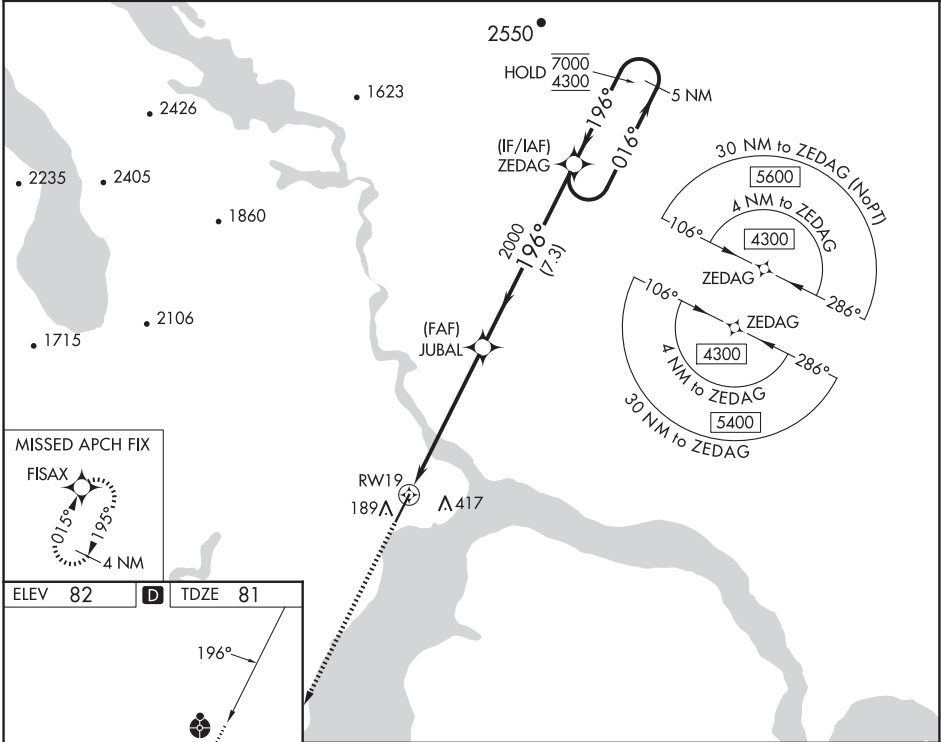 2550
HOLD 7000
4300
5 NM
196°
016°
1623
2426
(IF/IAF)
ZEDAG
2235
2405
1860
30 NM to ZEDAG (NoPT)
5600
4 NM to ZEDAG
106°
4300
ZEDAG
286°
2000
196°
(7.3)
106°
ZEDAG
4300
286°
4 NM to ZEDAG
30 NM to ZEDAG
5400
2106
1715
(FAF)
JUBAL
MISSED APCH FIX
FISAX
015°
195°
4 NM
RW19
189
417
ELEV 82
D
TDZE 81
196°